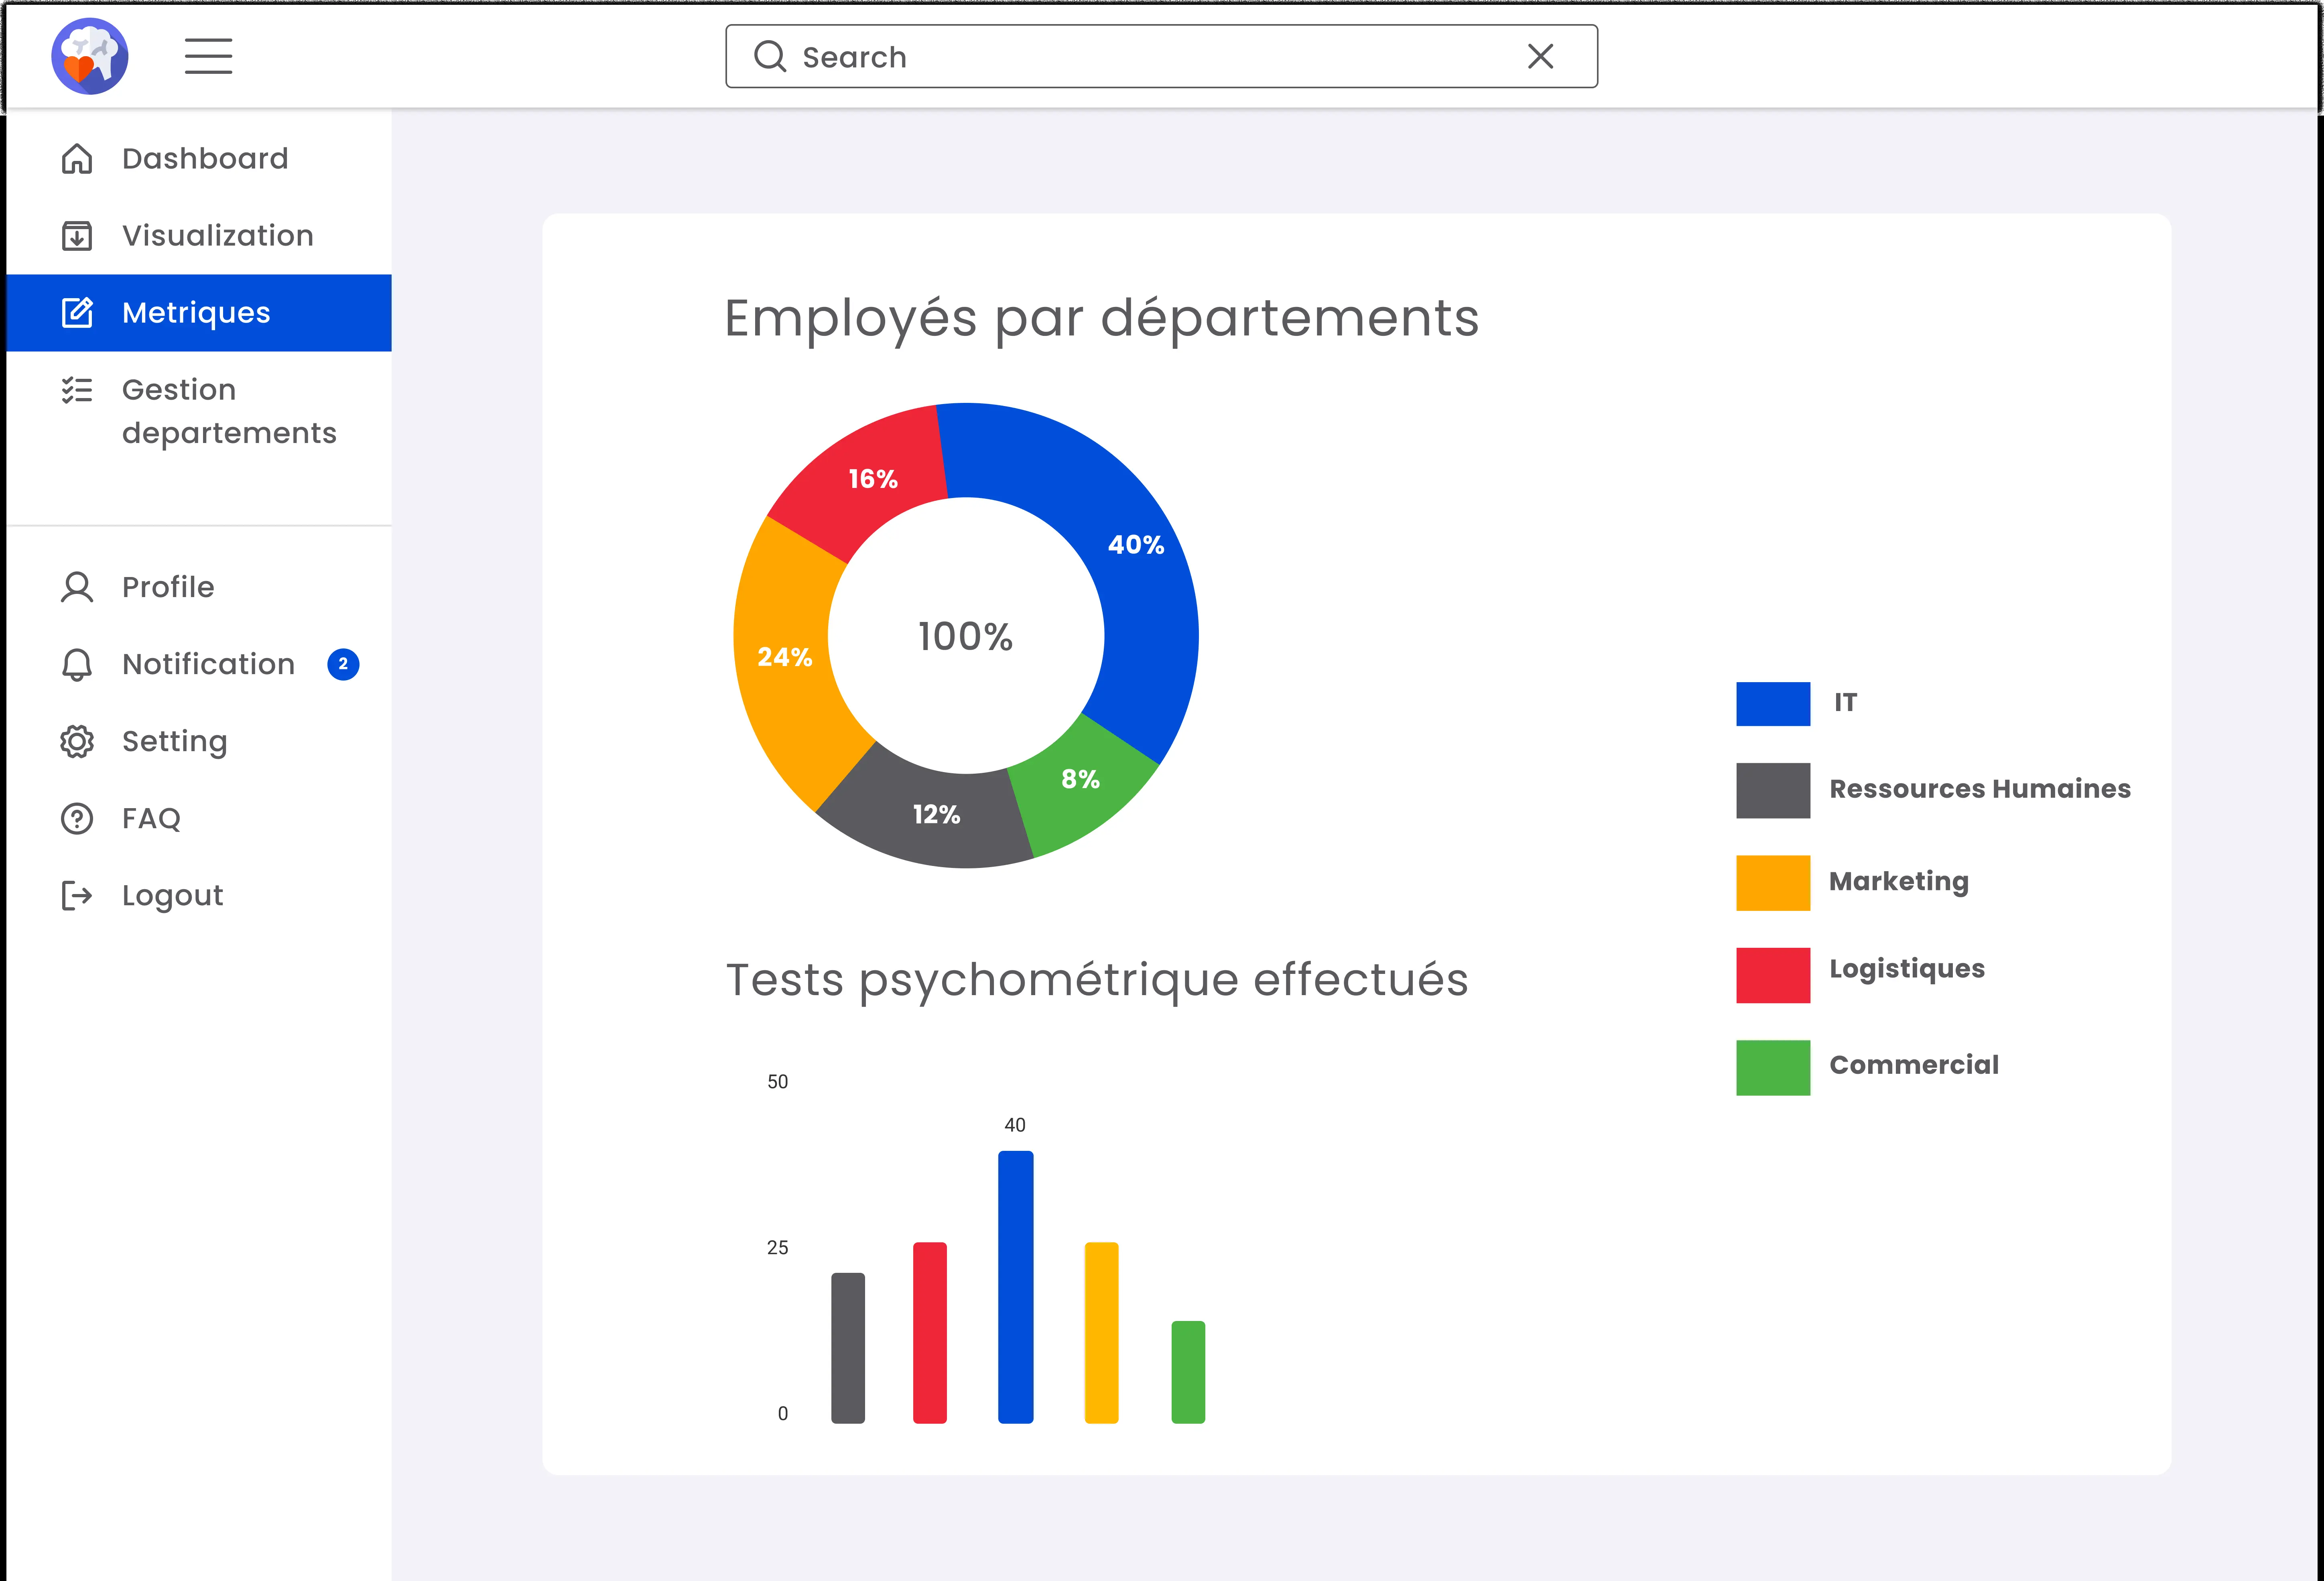 Search
Dashboard
Visualization
Metriques
Gestion
departements
Profile
Notification 2
Setting
FAQ
Logout
Employés par départements
16%
40%
100%
24%
8%
12%
IT
Ressources Humaines
Marketing
Logistiques
Commercial
Tests psychométrique effectués
50
40
25
0